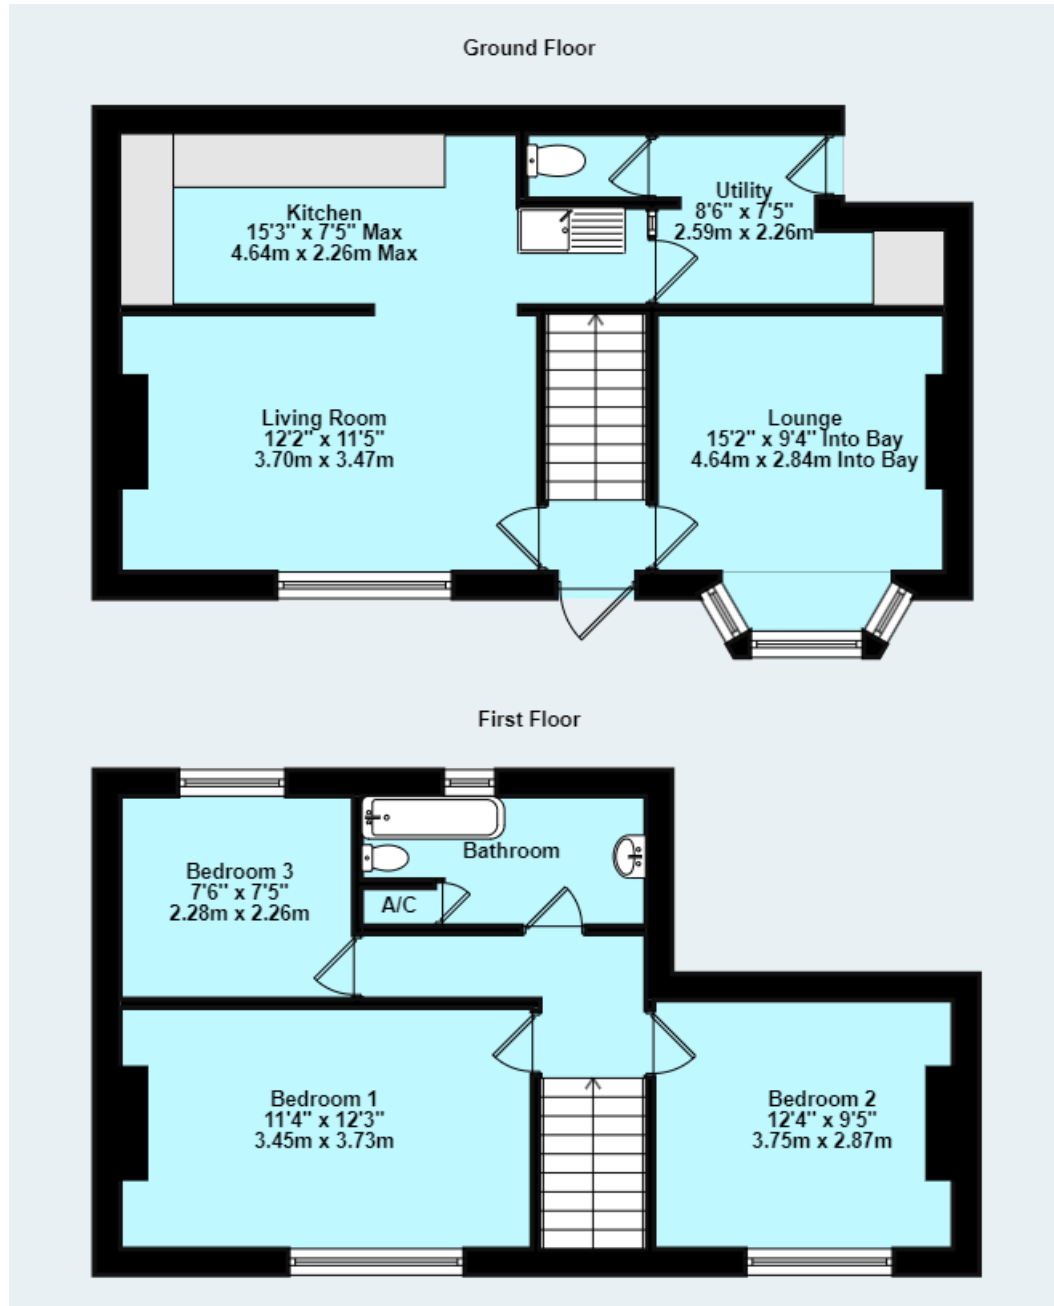 Ground Floor
Kitchen
15'3" x 7'5" Max
4.64m x 2.26m Max
Utility
8'6" x 7'5"
2.59m x 2.26m
Living Room
12'2" x 11'5"
3.70m x 3.47m
Lounge
15'2" x 9'4" Into Bay
4.64m x 2.84m Into Bay
First Floor
Bedroom 3
7'6" x 7'5"
2.28m x 2.26m
Bathroom
A/C
Bedroom 1
11'4" x 12'3"
3.45m x 3.73m
Bedroom 2
12'4" x 9'5"
3.75m x 2.87m